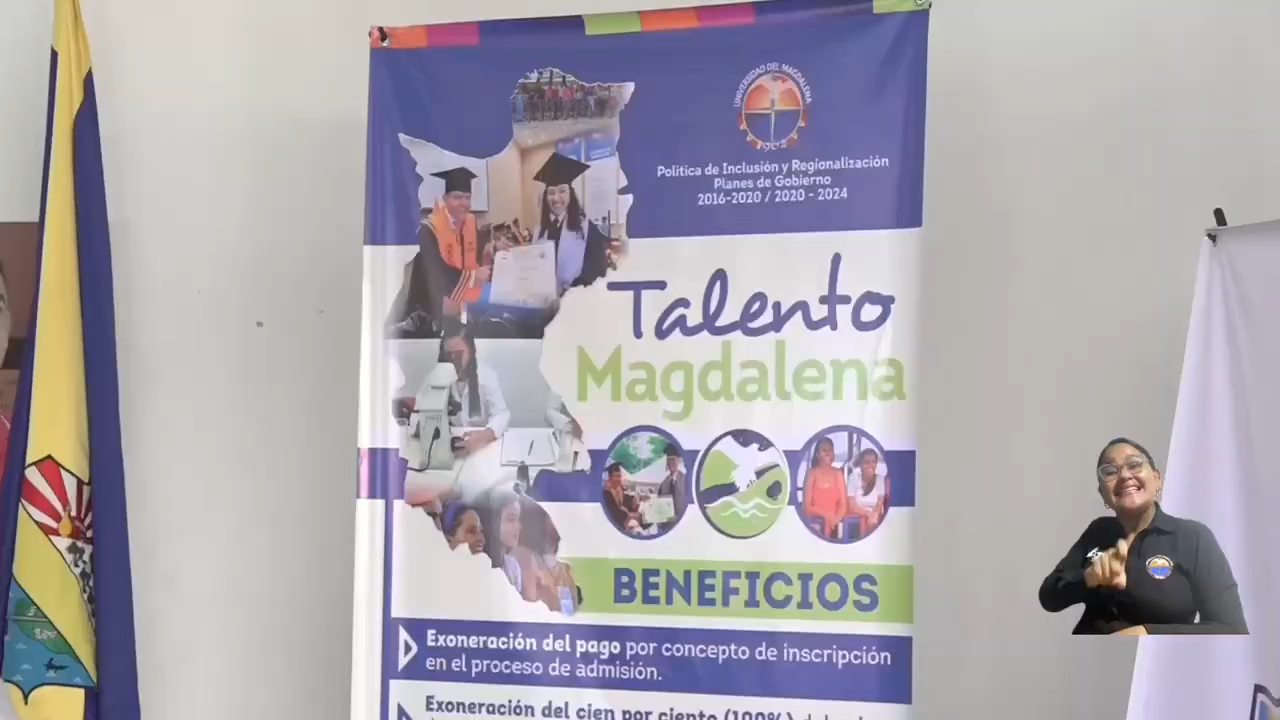 UNIVERSIDAD DEL MAGDALENA
Política de Inclusión y Regionalización
Planes de Gobierno
2016-2020 / 2020 - 2024
Talento
Magdalena
BENEFICIOS
Exoneración del pago por concepto de inscripción
en el proceso de admisión.
Exoneración del cien por ciento (100%)